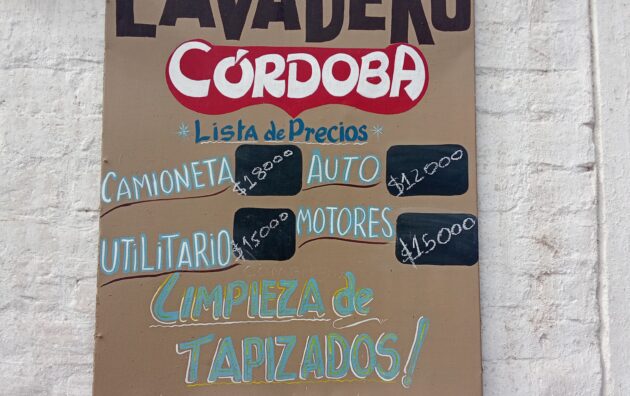 LAVADERO
CÓRDOBA
*Lista de Precios*
CAMIONETA $18000 AUTO $12000
UTILITARIO $15000 MOTORES $15000
LIMPIEZA de
TAPIZADOS!